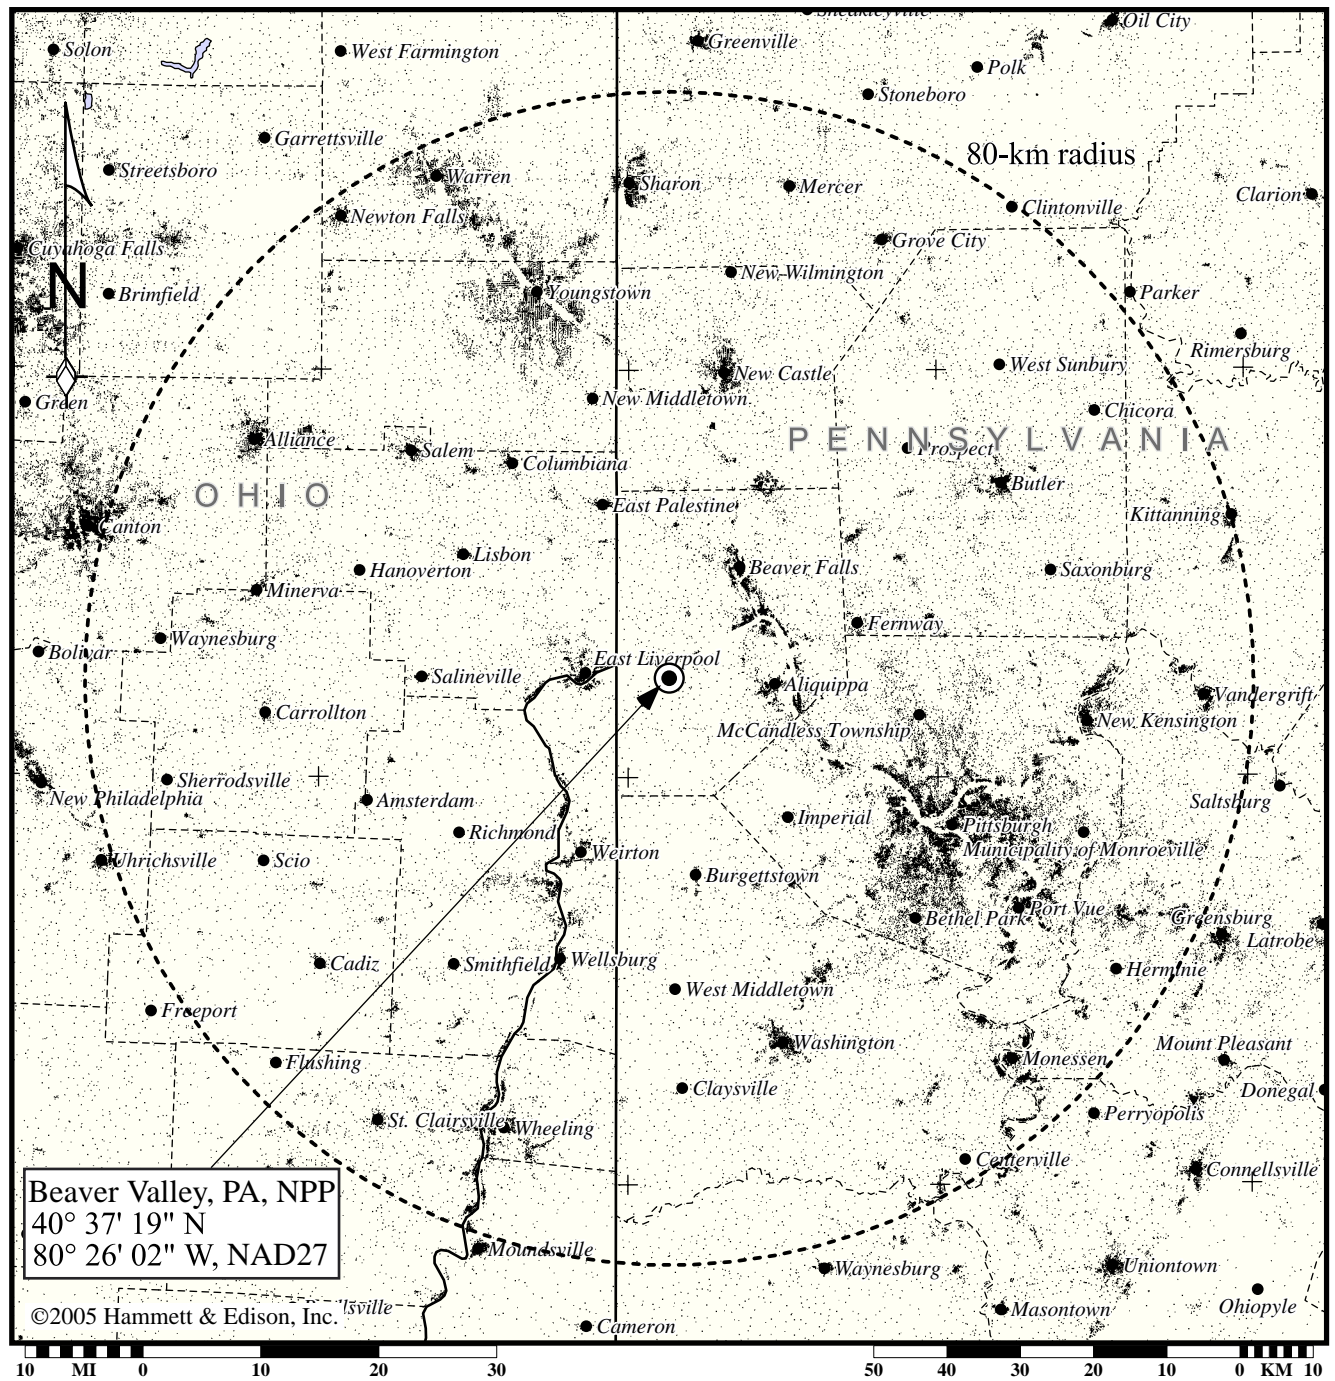 Sheakleyville
Oil City
Solon
West Farmington
Greenville
Polk
Stoneboro
Garrettsville
80-km radius
Streetsboro
Warren
Sharon
Mercer
Clarion
Newton Falls
Clintonville
Cuyahoga Falls
Grove City
N
New Wilmington
Brimfield
Youngstown
Parker
Rimersburg
West Sunbury
New Castle
Green
New Middletown
Chicora
Alliance
PENNSYLVANIA
Salem
Prospect
Columbiana
Butler
OHIO
East Palestine
Kittanning
Canton
Lisbon
Hanoverton
Beaver Falls
Saxonburg
Minerva
Fernway
Waynesburg
Bolivar
East Liverpool
Salineville
Aliquippa
Vandergrift
Carrollton
New Kensington
McCandless Township
Sherrodsville
New Philadelphia
Amsterdam
Saltsburg
Imperial
Richmond
Pittsburgh
Municipality of Monroeville
Weirton
Uhrichsville
Scio
Burgettstown
Port Vue
Bethel Park
Greensburg
Latrobe
Cadiz
Smithfield
Wellsburg
Herminie
West Middletown
Freeport
Washington
Mount Pleasant
Flushing
Monessen
Claysville
Donegal
Perryopolis
St. Clairsville
Wheeling
Centerville
Connellsville
Beaver Valley, PA, NPP
40° 37' 19" N
80° 26' 02" W, NAD27
Moundsville
Waynesburg
Uniontown
©2005 Hammett & Edison, Inc.
Masontown
Ohiopyle
Cameron
10 MI 0 10 20 30
50 40 30 20 10 0 KM 10